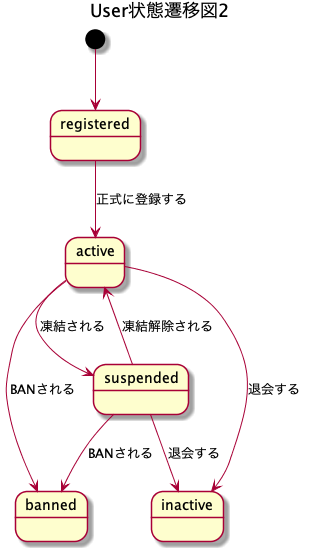 User状態遷移図2
registered
正式に登録する
active
凍結される
凍結解除される
suspended
BANされる
退会する
BANされる
退会する
banned
inactive